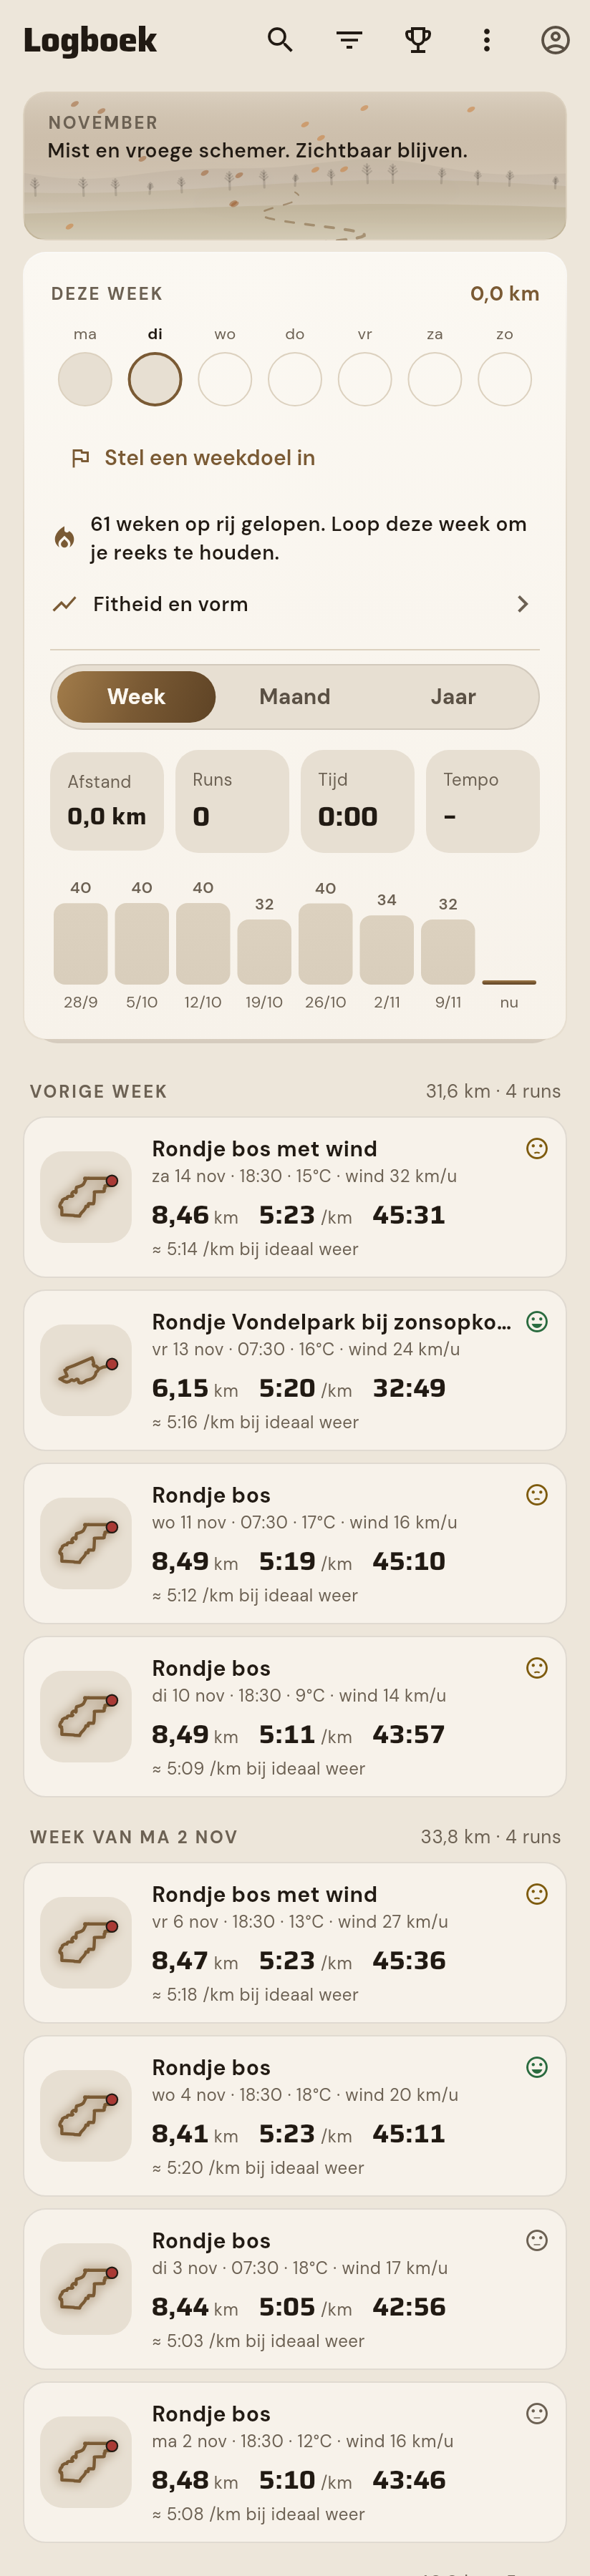 Logboek
NOVEMBER
Mist en vroege schemer. Zichtbaar blijven.
DEZE WEEK 0,0 km
ma di wo do vr za zo
Stel een weekdoel in
61 weken op rij gelopen. Loop deze week om
je reeks te houden.
Fitheid en vorm
Week Maand Jaar
Afstand Runs Tijd Tempo
0,0 km 0 0:00 -
40 40 40 32 40 34 32
28/9 5/10 12/10 19/10 26/10 2/11 9/11 nu
VORIGE WEEK 31,6 km · 4 runs
Rondje bos met wind
za 14 nov · 18:30 · 15°C · wind 32 km/u
8,46 km 5:23 /km 45:31
≈ 5:14 /km bij ideaal weer
Rondje Vondelpark bij zonsopko...
vr 13 nov · 07:30 · 16°C · wind 24 km/u
6,15 km 5:20 /km 32:49
≈ 5:16 /km bij ideaal weer
Rondje bos
wo 11 nov · 07:30 · 17°C · wind 16 km/u
8,49 km 5:19 /km 45:10
≈ 5:12 /km bij ideaal weer
Rondje bos
di 10 nov · 18:30 · 9°C · wind 14 km/u
8,49 km 5:11 /km 43:57
≈ 5:09 /km bij ideaal weer
WEEK VAN MA 2 NOV 33,8 km · 4 runs
Rondje bos met wind
vr 6 nov · 18:30 · 13°C · wind 27 km/u
8,47 km 5:23 /km 45:36
≈ 5:18 /km bij ideaal weer
Rondje bos
wo 4 nov · 18:30 · 18°C · wind 20 km/u
8,41 km 5:23 /km 45:11
≈ 5:20 /km bij ideaal weer
Rondje bos
di 3 nov · 07:30 · 18°C · wind 17 km/u
8,44 km 5:05 /km 42:56
≈ 5:03 /km bij ideaal weer
Rondje bos
ma 2 nov · 18:30 · 12°C · wind 16 km/u
8,48 km 5:10 /km 43:46
≈ 5:08 /km bij ideaal weer